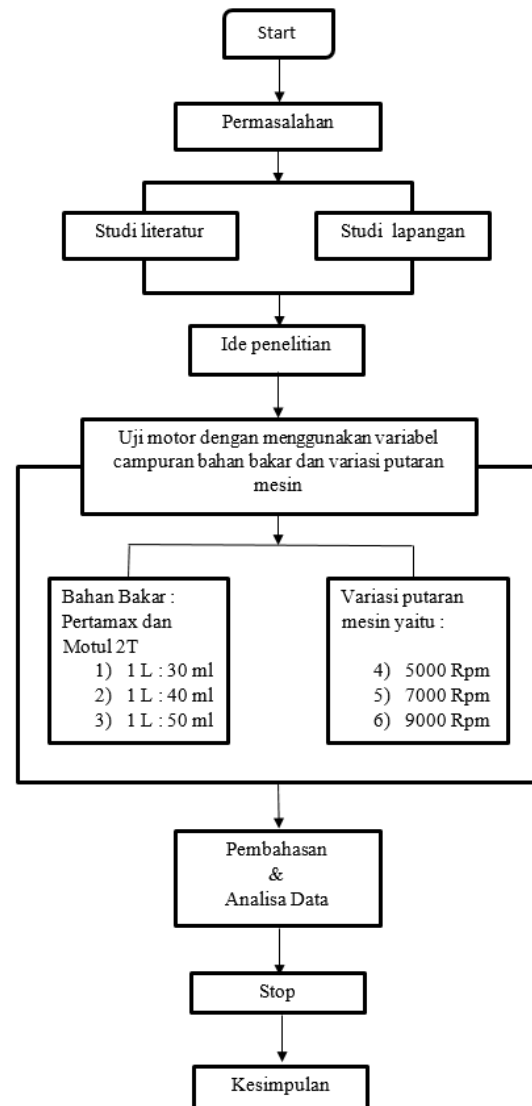 Start
Permasalahan
Studi literatur
Studi lapangan
Ide penelitian
Uji motor dengan menggunakan variabel
campuran bahan bakar dan variasi putaran
mesin
Bahan Bakar :
Pertamax dan
Motul 2T
1) 1 L : 30 ml
2) 1 L : 40 ml
3) 1 L : 50 ml
Variasi putaran
mesin yaitu :
4) 5000 Rpm
5) 7000 Rpm
6) 9000 Rpm
Pembahasan
&
Analisa Data
Stop
Kesimpulan